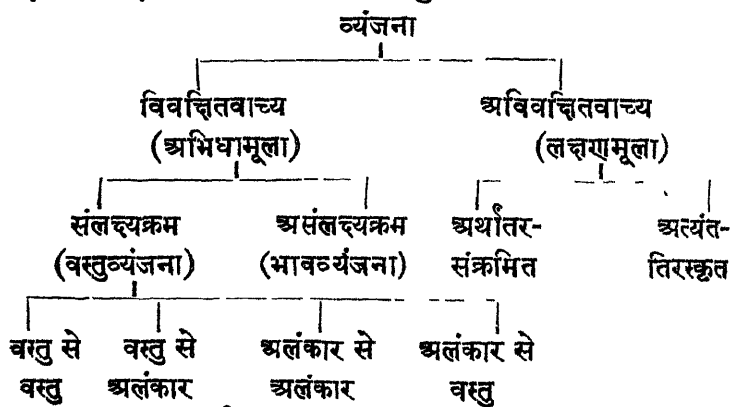 व्यंजना
विवक्षितवाच्य अविवक्षितवाच्य
(अभिधामूला) (लक्षणमूला)
संलक्ष्यक्रम असंलक्ष्यक्रम अर्थांतर- अत्यंत-
(वस्तुव्यंजना) (भावव्यंजना) संक्रमित तिरस्कृत
वस्तु से वस्तु से अलंकार से अलंकार से
वस्तु अलंकार अलंकार वस्तु